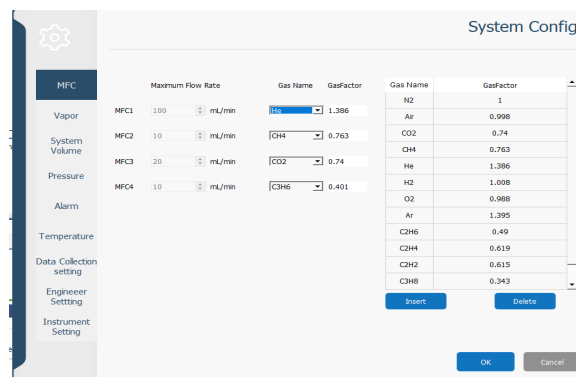 System Config
MFC
Vapor
System
Volume
Pressure
Alarm
Temperature
Data Collection
setting
Engineeer
Settting
Instrument
Setting
Maximum Flow Rate Gas Name GasFactor
MFC1 100 mL/min He 1.386
MFC2 10 mL/min CH4 0.763
MFC3 20 mL/min CO2 0.74
MFC4 10 mL/min C3H6 0.401
Gas Name GasFactor
N2 1
Air 0.998
CO2 0.74
CH4 0.763
He 1.386
H2 1.008
O2 0.988
Ar 1.395
C2H6 0.49
C2H4 0.619
C2H2 0.615
C3H8 0.343
Insert Delete
OK Cancel